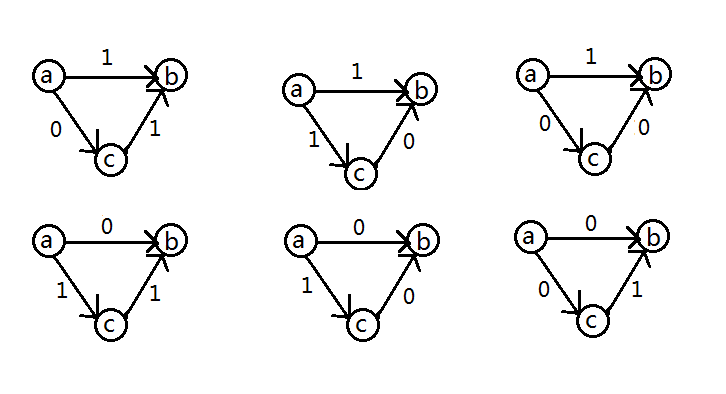 1 1 1
a b a b a b
0 1 1 0 0 0
c c c
0 0 0
a b a b a b
1 1 1 0 0 1
c c c